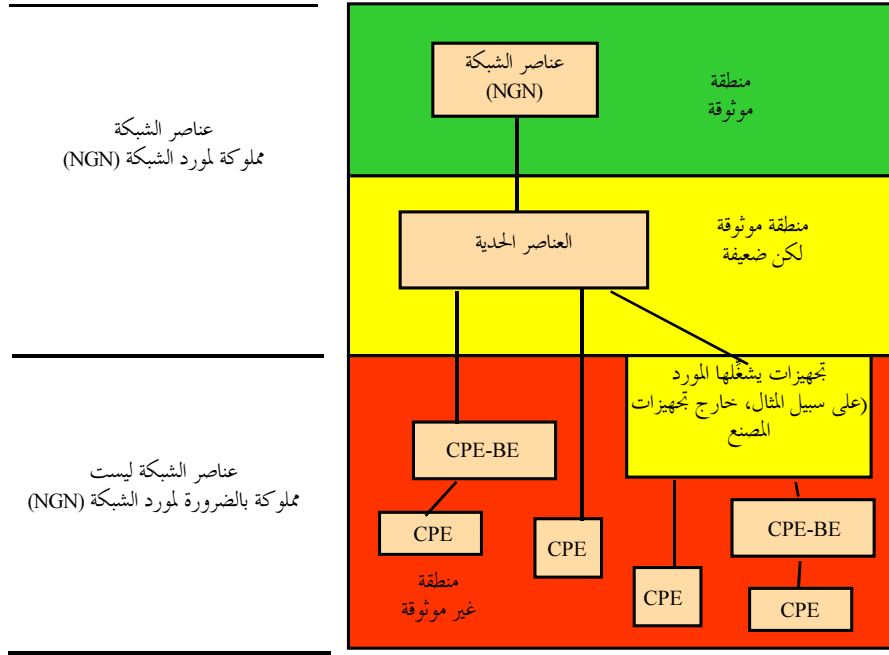 عناصر الشبكة
(NGN)
منطقة
موثوقة
عناصر الشبكة
مملوكة لمورد الشبكة (NGN)
منطقة موثوقة
لكن ضعيفة
العناصر الحدية
تجهيزات يشغّلها المورد
(على سبيل المثال، خارج تجهيزات
المصنع
CPE-BE
عناصر الشبكة ليست
مملوكة بالضرورة لمورد الشبكة (NGN)
CPE-BE
CPE
CPE
CPE
CPE
منطقة
غير موثوقة